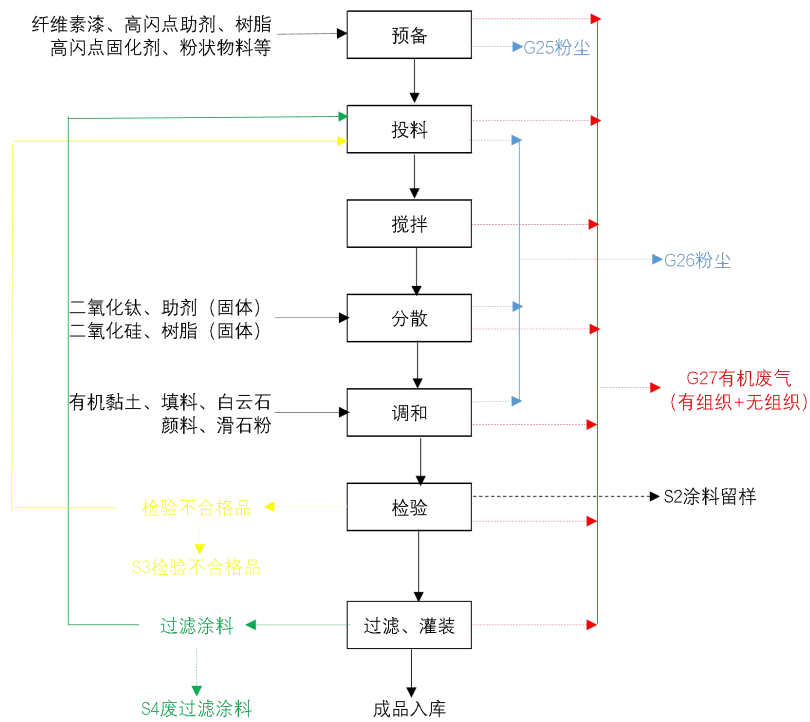 纤维素漆、高闪点助剂、树脂
高闪点固化剂、粉状物料等
预备
G25粉尘
投料
搅拌
G26粉尘
二氧化钛、助剂（固体）
二氧化硅、树脂（固体）
分散
G27有机废气
（有组织+无组织）
有机黏土、填料、白云石
颜料、滑石粉
调和
检验不合格品
检验
S2涂料留样
S3检验不合格品
过滤涂料
过滤、灌装
S4废过滤涂料
成品入库